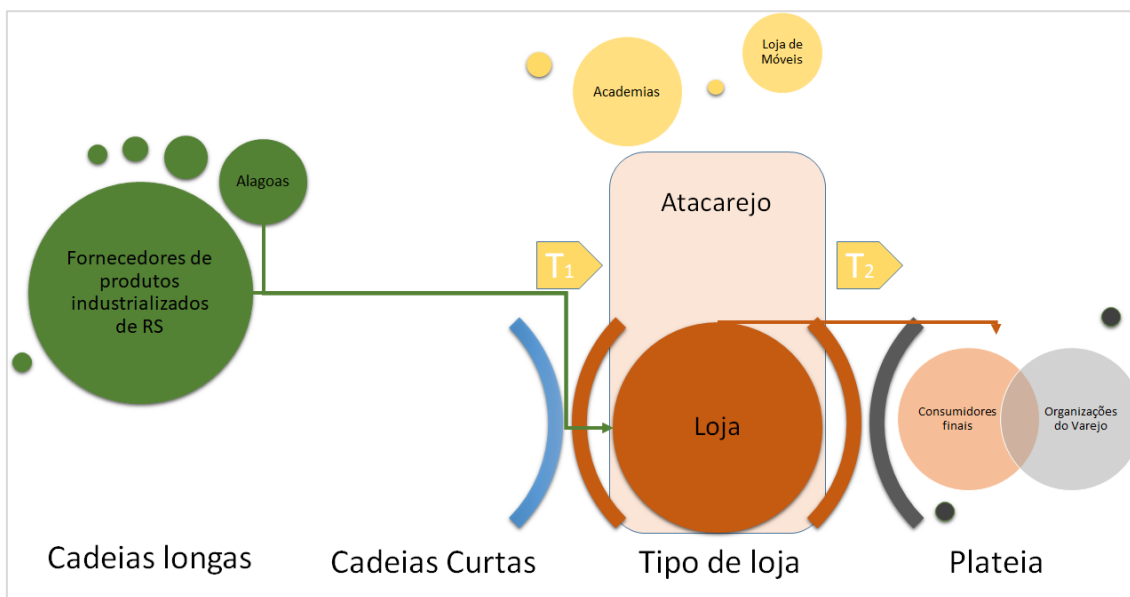 Loja de
Móveis
Academias
Alagoas
Atacarejo
Fornecedores de
produtos
industrializados
de RS
T1
T2
Loja
Consumidores
finais
Organizações
do Varejo
Cadeias longas
Cadeias Curtas
Tipo de loja
Plateia